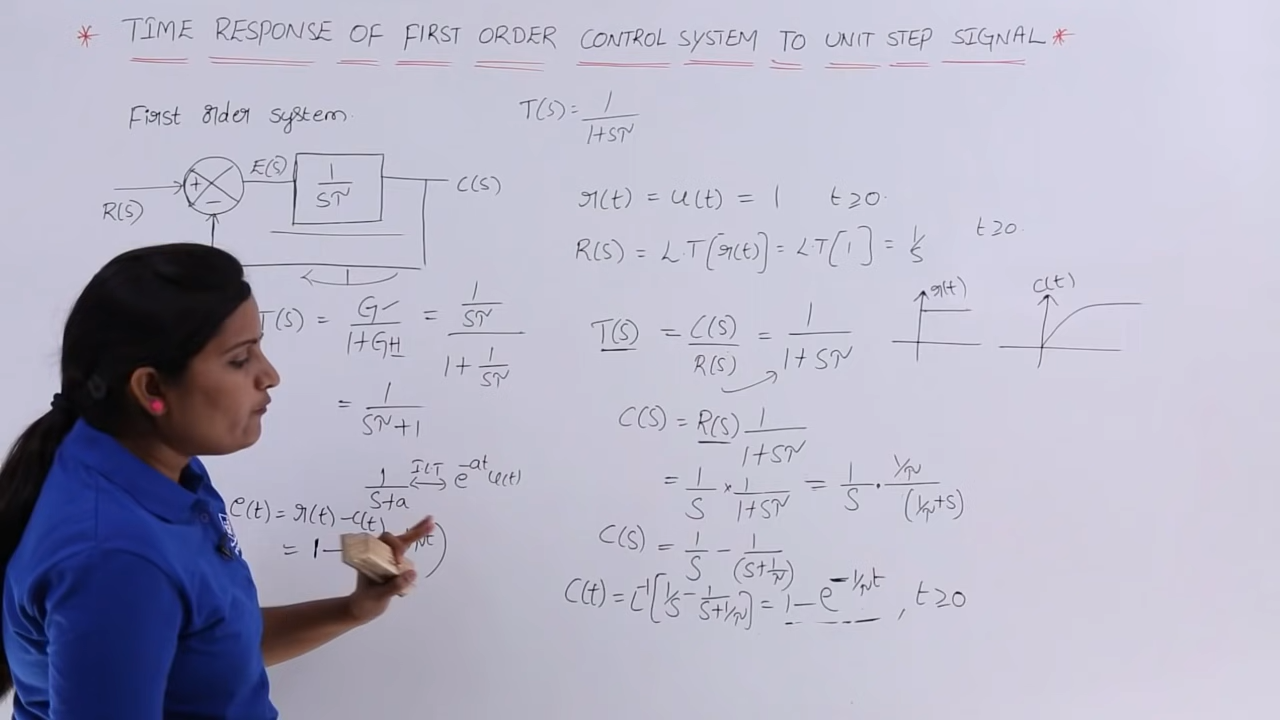 * TIME RESPONSE OF FIRST ORDER CONTROL SYSTEM TO UNIT STEP SIGNAL *
First order system.
T(S) = 1/(1+Sτ)
R(S) + − E(S) 1/Sτ C(S)
r(t) = u(t) = 1 t≥0.
R(S) = L.T[r(t)] = L.T[1] = 1/S t≥0.
T(S) = G/(1+GH) = (1/Sτ)/(1+1/Sτ)
= 1/(Sτ+1)
T(S) = C(S)/R(S) = 1/(1+Sτ)
r(t) C(t)
C(S) = R(S) 1/(1+Sτ)
= 1/S × 1/(1+Sτ) = 1/S · (1/τ)/(1/τ+S)
1/(S+a) ILT ↔ e^-at u(t)
e(t) = r(t) − C(t)
= 1 −
C(S) = 1/S − 1/(S+1/τ)
C(t) = L^-1[1/S − 1/(S+1/τ)] = 1 − e^-1/τt , t≥0